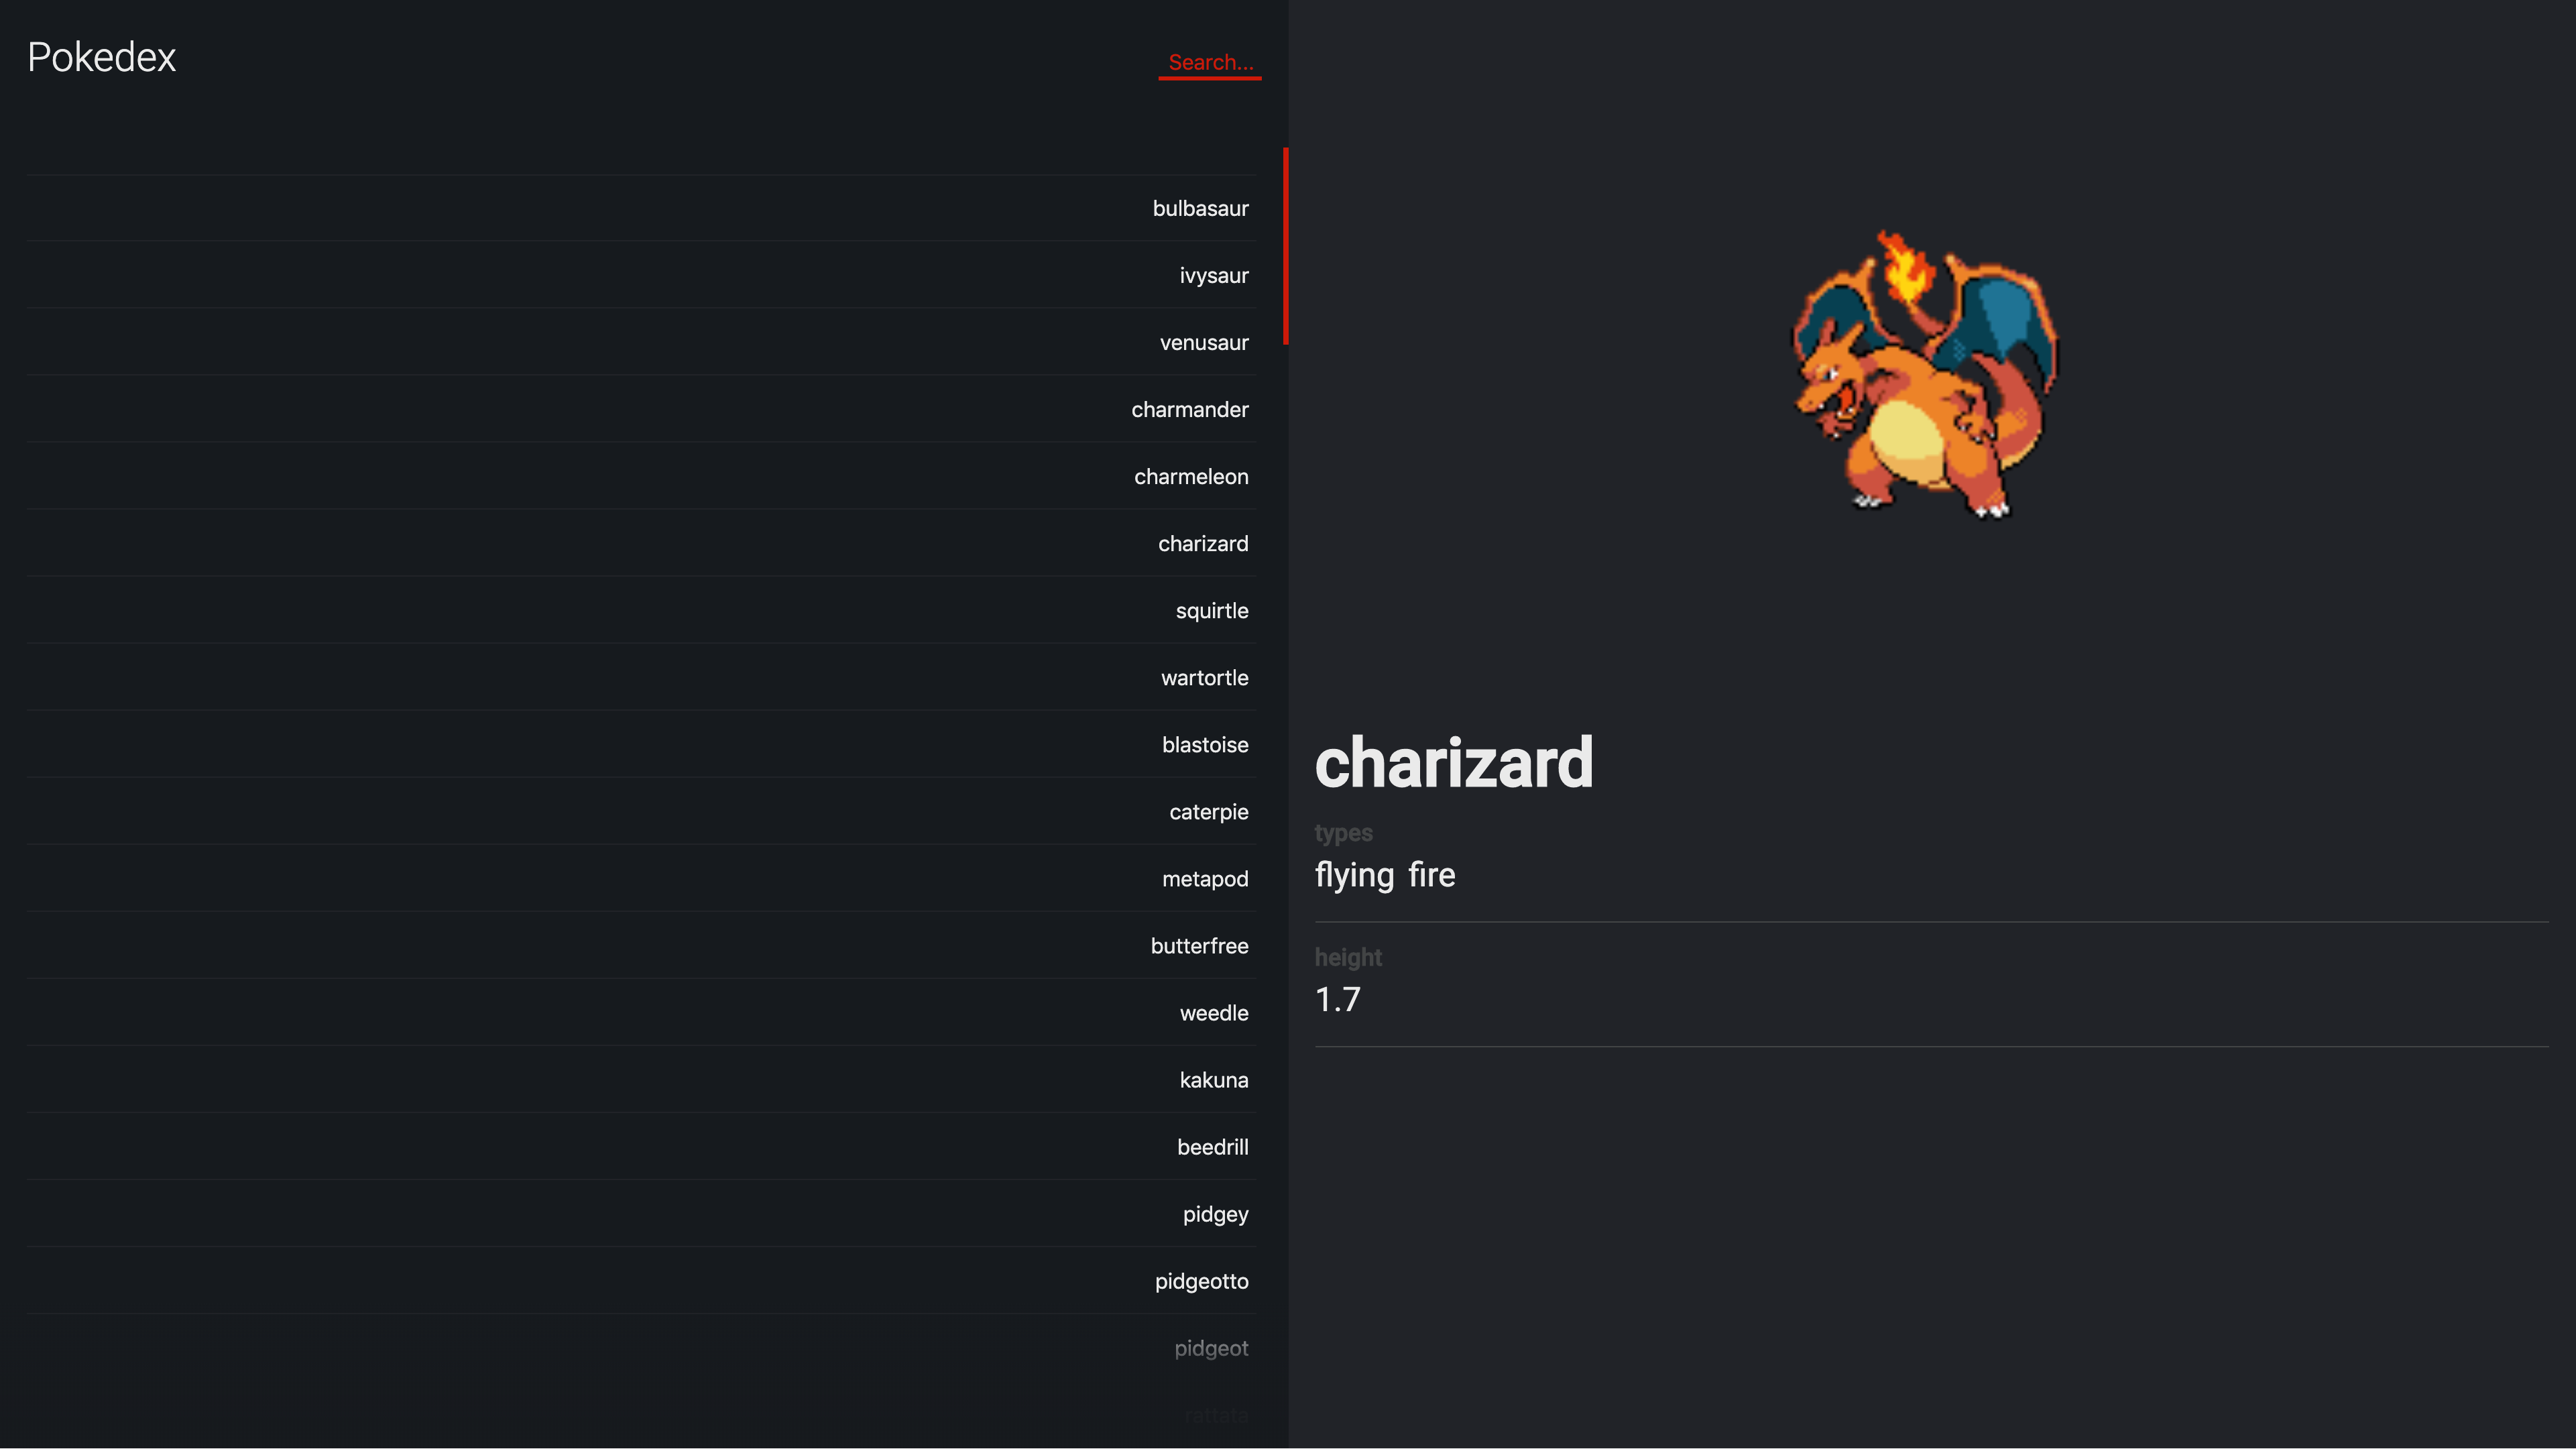 Pokedex
Search...
bulbasaur
ivysaur
venusaur
charmander
charmeleon
charizard
squirtle
wartortle
blastoise
caterpie
metapod
butterfree
weedle
kakuna
beedrill
pidgey
pidgeotto
pidgeot
rattata
charizard
types
flying fire
height
1.7